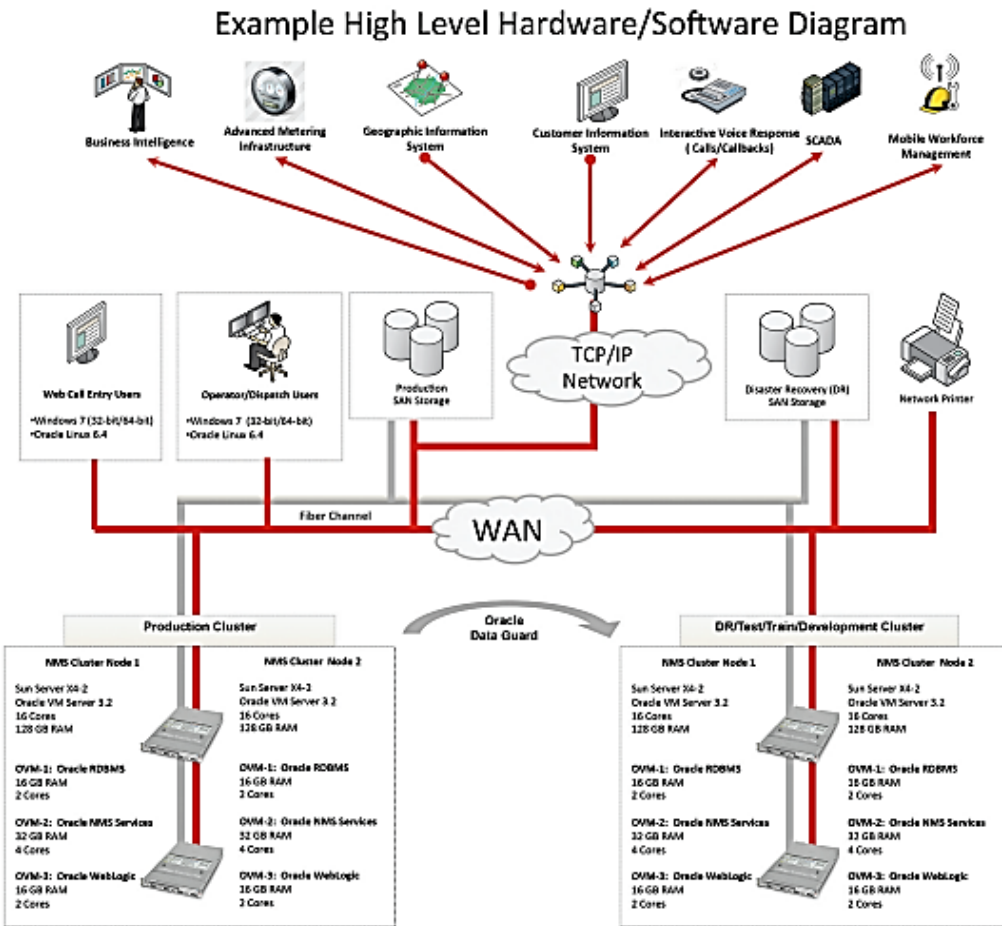 Example High Level Hardware/Software Diagram
Business Intelligence
Advanced Metering
Infrastructure
Geographic Information
System
Customer Information
System
Interactive Voice Response
( Calls/Callbacks)
SCADA
Mobile Workforce
Management
Web Call Entry Users
•Windows 7 (32-bit/64-bit)
•Oracle Linus 6.4
Operator/Dispatch Users
•Windows 7 (32-bit/64-bit)
•Oracle Linus 6.4
Production
SAN Storage
TCP/IP
Network
Disaster Recovery (DR)
SAN Storage
Network Printer
Fiber Channel
WAN
Production Cluster
Oracle
Data Guard
DR/Test/Train/Development Cluster
NMS Cluster Node 1
Sun Server X4-2
Oracle VM Server 3.2
16 Cores
128 GB RAM
OVM-1: Oracle RDBMS
16 GB RAM
2 Cores
OVM-2: Oracle NMS Services
32 GB RAM
4 Cores
OVM-3: Oracle WebLogic
16 GB RAM
2 Cores
NMS Cluster Node 2
Sun Server X4-2
Oracle VM Server 3.2
16 Cores
128 GB RAM
OVM-1: Oracle RDBMS
16 GB RAM
2 Cores
OVM-2: Oracle NMS Services
32 GB RAM
4 Cores
OVM-3: Oracle WebLogic
16 GB RAM
2 Cores
NMS Cluster Node 1
Sun Server X4-2
Oracle VM Server 3.2
16 Cores
128 GB RAM
OVM-1: Oracle RDBMS
16 GB RAM
2 Cores
OVM-2: Oracle NMS Services
32 GB RAM
4 Cores
OVM-3: Oracle WebLogic
16 GB RAM
2 Cores
NMS Cluster Node 2
Sun Server X4-2
Oracle VM Server 3.2
16 Cores
128 GB RAM
OVM-1: Oracle RDBMS
16 GB RAM
2 Cores
OVM-2: Oracle NMS Services
32 GB RAM
4 Cores
OVM-3: Oracle WebLogic
16 GB RAM
2 Cores